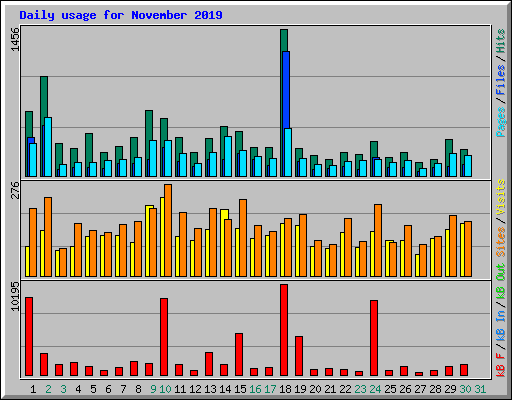 Daily usage for November 2019
1456
Pages / Files / Hits
276
kB Out Sites / Visits
10195
kB F / kB In /
1 2 3 4 5 6 7 8 9 10 11 12 13 14 15 16 17 18 19 20 21 22 23 24 25 26 27 28 29 30 31